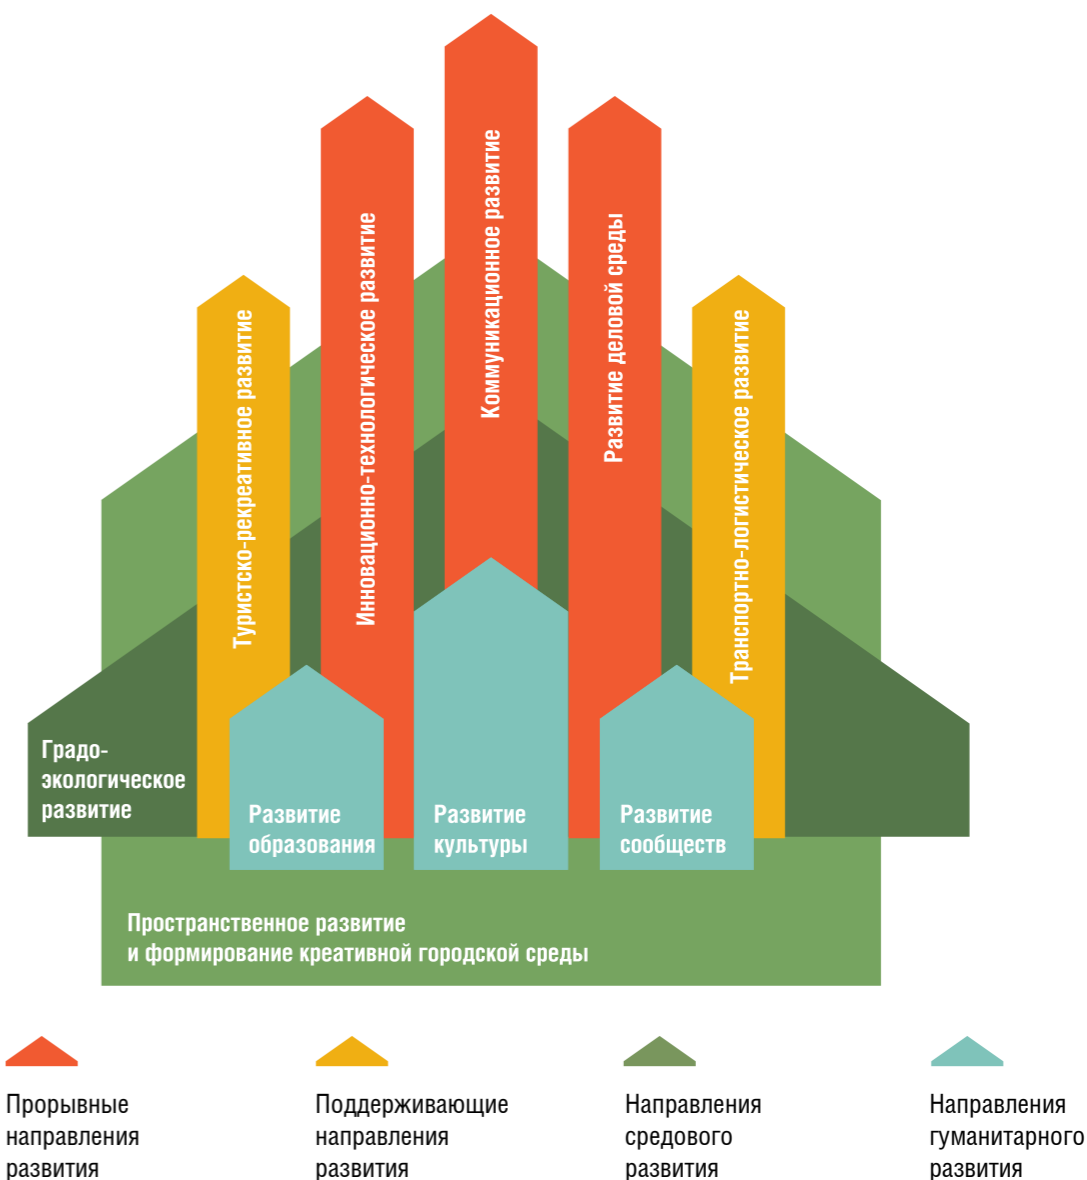 Коммуникационное развитие
Инновационно-технологическое развитие
Развитие деловой среды
Туристско-рекреативное развитие
Транспортно-логистическое развитие
Градо-
экологическое
развитие
Развитие
образования
Развитие
культуры
Развитие
сообществ
Пространственное развитие
и формирование креативной городской среды
Прорывные
направления
развития
Поддерживающие
направления
развития
Направления
средового
развития
Направления
гуманитарного
развития